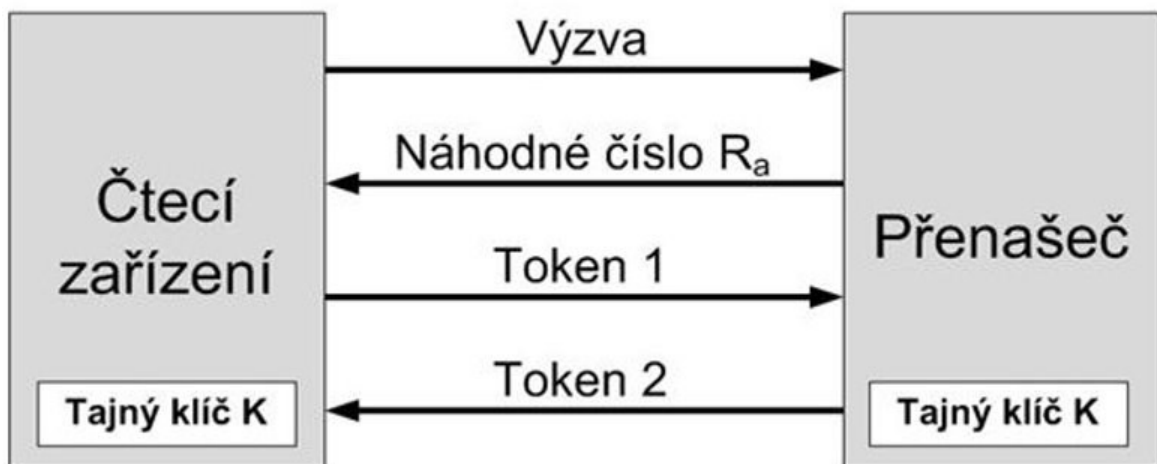 Výzva
Náhodné číslo Ra
Čtecí
zařízení
Přenašeč
Token 1
Token 2
Tajný klíč K
Tajný klíč K